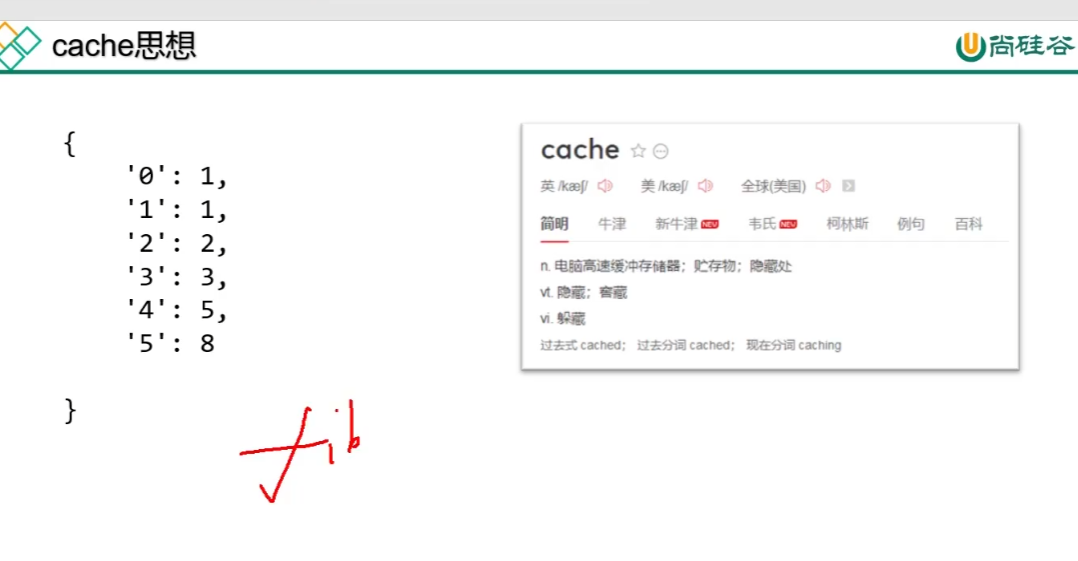 cache思想
尚硅谷
{
'0': 1,
'1': 1,
'2': 2,
'3': 3,
'4': 5,
'5': 8
}
fib
cache
英 /kæʃ/ 美 /kæʃ/ 全球(美国)
简明 牛津 新牛津 NEW 韦氏 NEW 柯林斯 例句 百科
n. 电脑高速缓冲存储器；贮存物；隐藏处
vt. 隐藏；窖藏
vi. 躲藏
过去式 cached； 过去分词 cached； 现在分词 caching